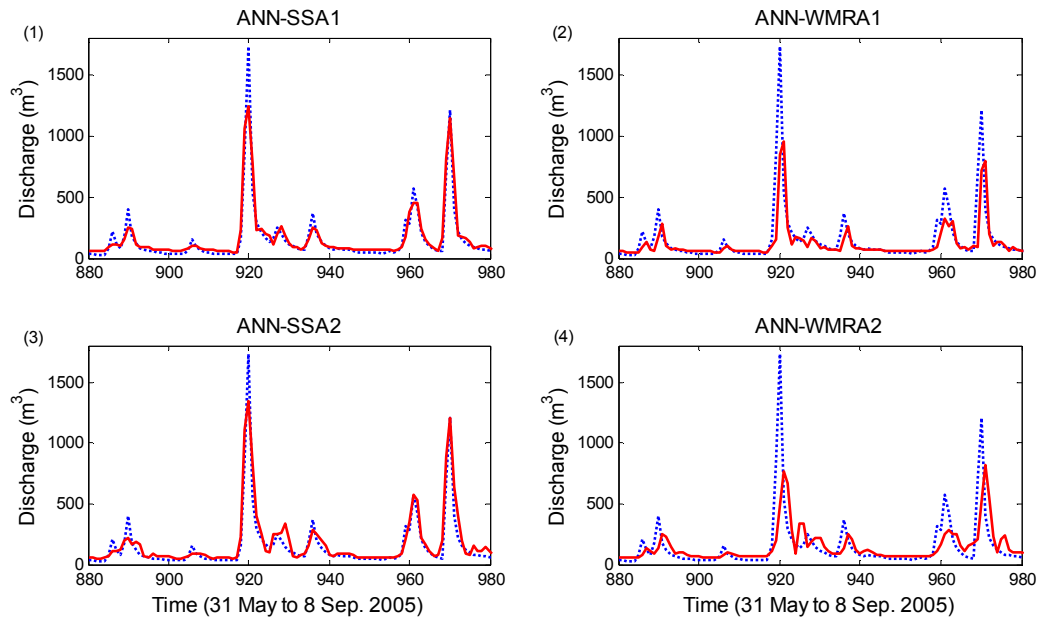 ANN-SSA1
(1)
Discharge (m³)
1500
1000
500
0
880 900 920 940 960 980
ANN-WMRA1
(2)
Discharge (m³)
1500
1000
500
0
880 900 920 940 960 980
ANN-SSA2
(3)
Discharge (m³)
1500
1000
500
0
880 900 920 940 960 980
Time (31 May to 8 Sep. 2005)
ANN-WMRA2
(4)
Discharge (m³)
1500
1000
500
0
880 900 920 940 960 980
Time (31 May to 8 Sep. 2005)